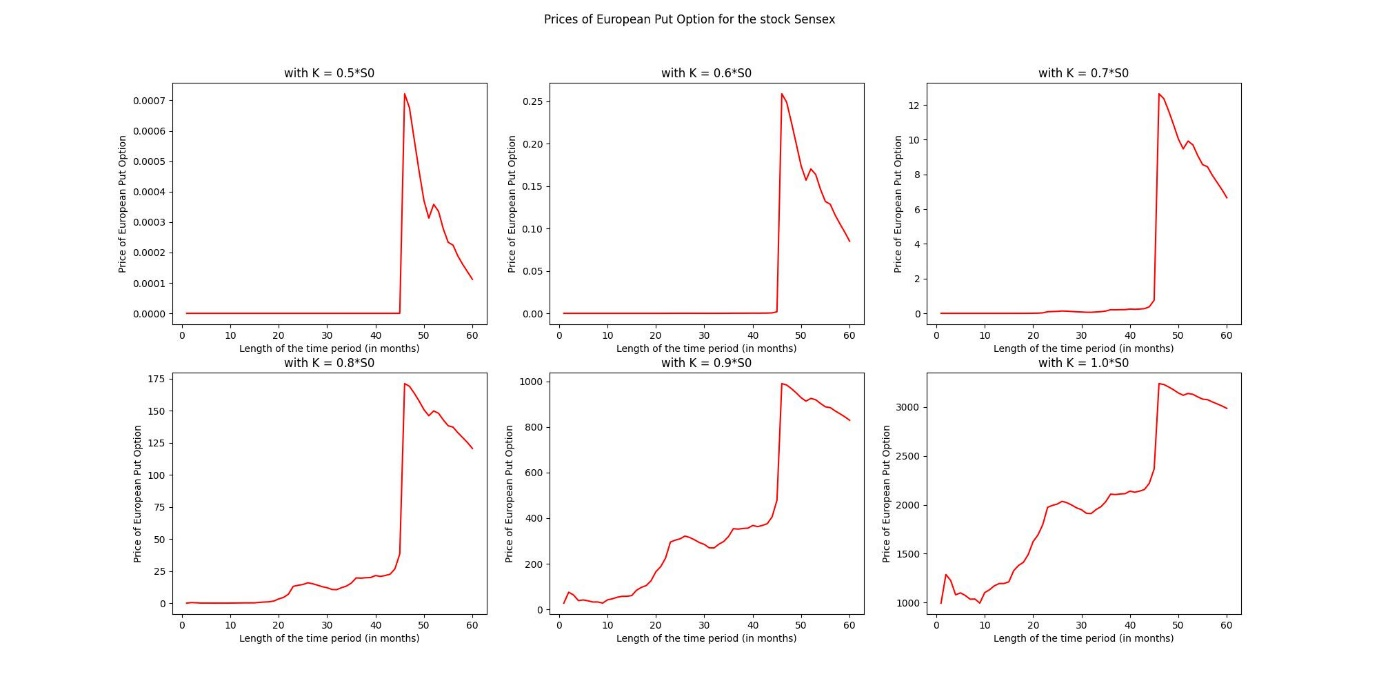 Prices of European Put Option for the stock Sensex
with K = 0.5*S0
Price of European Put Option
0.0007
0.0006
0.0005
0.0004
0.0003
0.0002
0.0001
0.0000
0 10 20 30 40 50 60
Length of the time period (in months)
with K = 0.6*S0
Price of European Put Option
0.25
0.20
0.15
0.10
0.05
0.00
0 10 20 30 40 50 60
Length of the time period (in months)
with K = 0.7*S0
Price of European Put Option
12
10
8
6
4
2
0
0 10 20 30 40 50 60
Length of the time period (in months)
with K = 0.8*S0
Price of European Put Option
175
150
125
100
75
50
25
0
0 10 20 30 40 50 60
Length of the time period (in months)
with K = 0.9*S0
Price of European Put Option
1000
800
600
400
200
0
0 10 20 30 40 50 60
Length of the time period (in months)
with K = 1.0*S0
Price of European Put Option
3000
2500
2000
1500
1000
0 10 20 30 40 50 60
Length of the time period (in months)